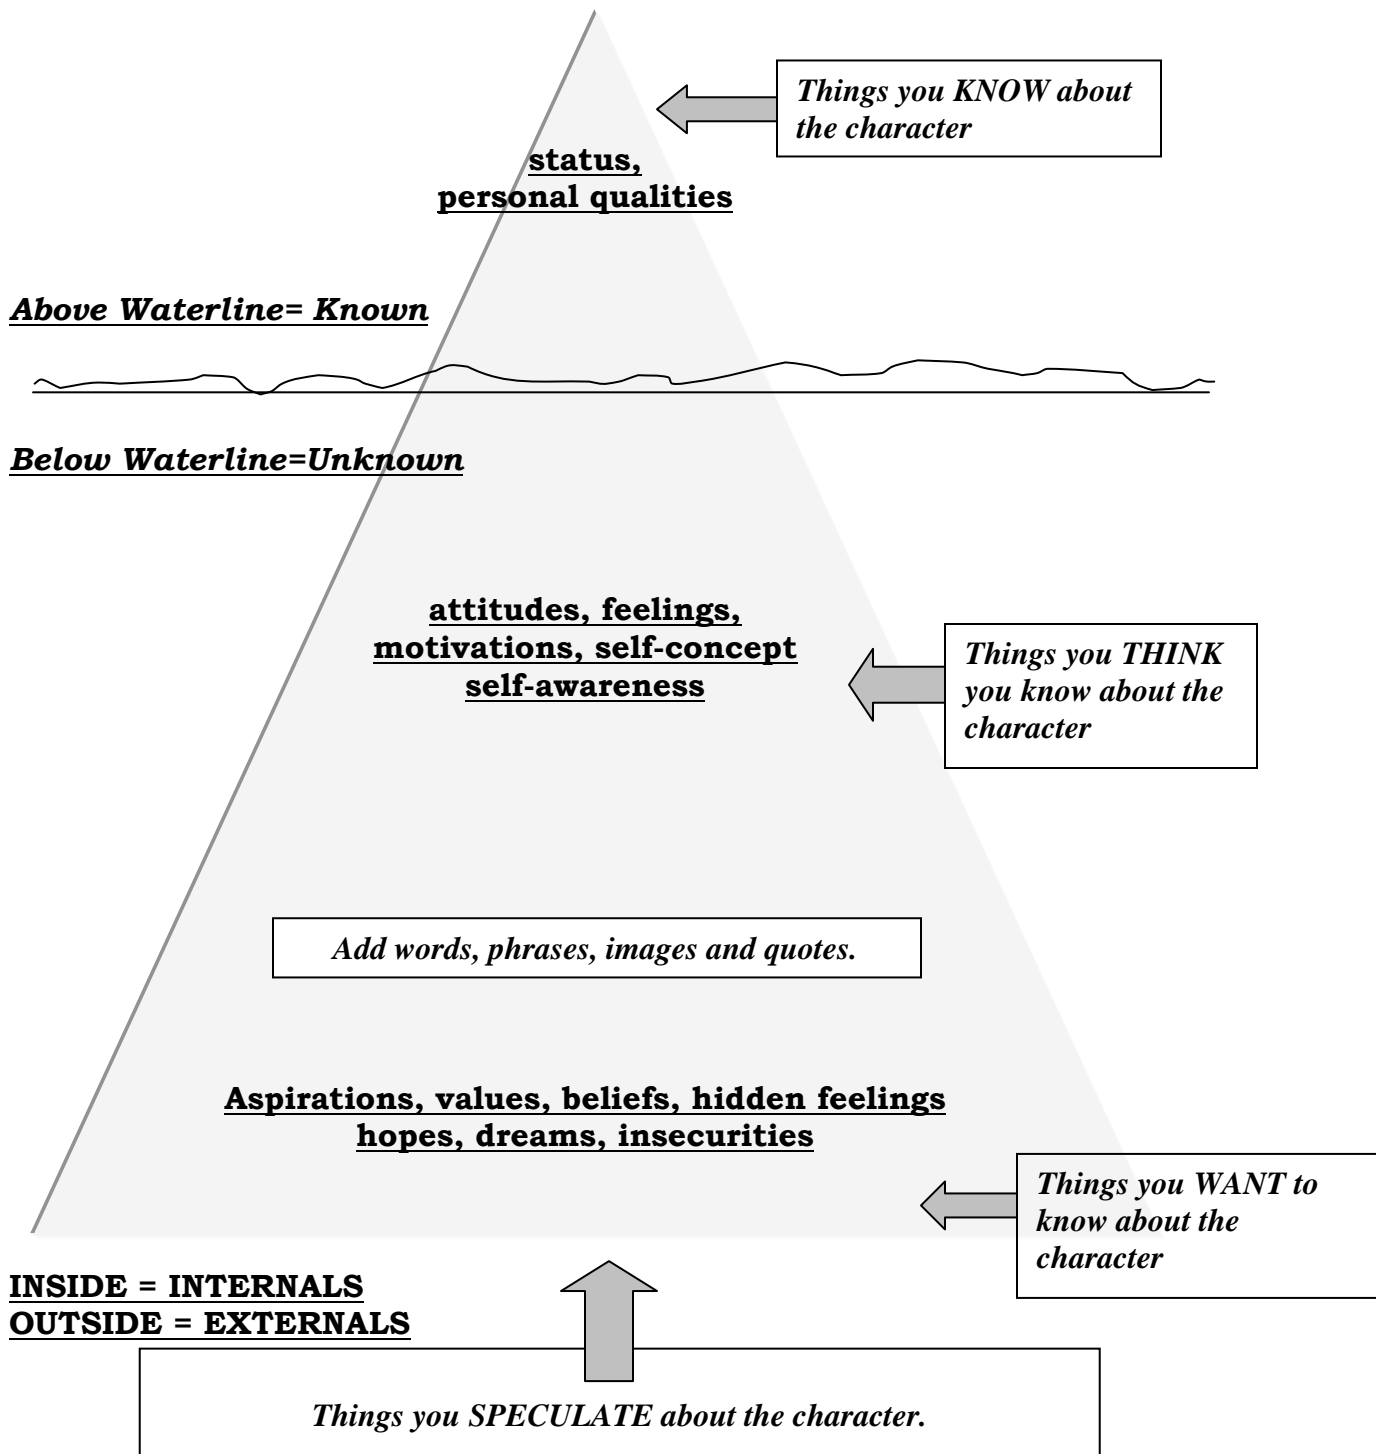 Things you KNOW about
the character
status,
personal qualities
Above Waterline= Known
Below Waterline=Unknown
attitudes, feelings,
motivations, self-concept
self-awareness
Things you THINK
you know about the
character
Add words, phrases, images and quotes.
Aspirations, values, beliefs, hidden feelings
hopes, dreams, insecurities
Things you WANT to
know about the
character
INSIDE = INTERNALS
OUTSIDE = EXTERNALS
Things you SPECULATE about the character.